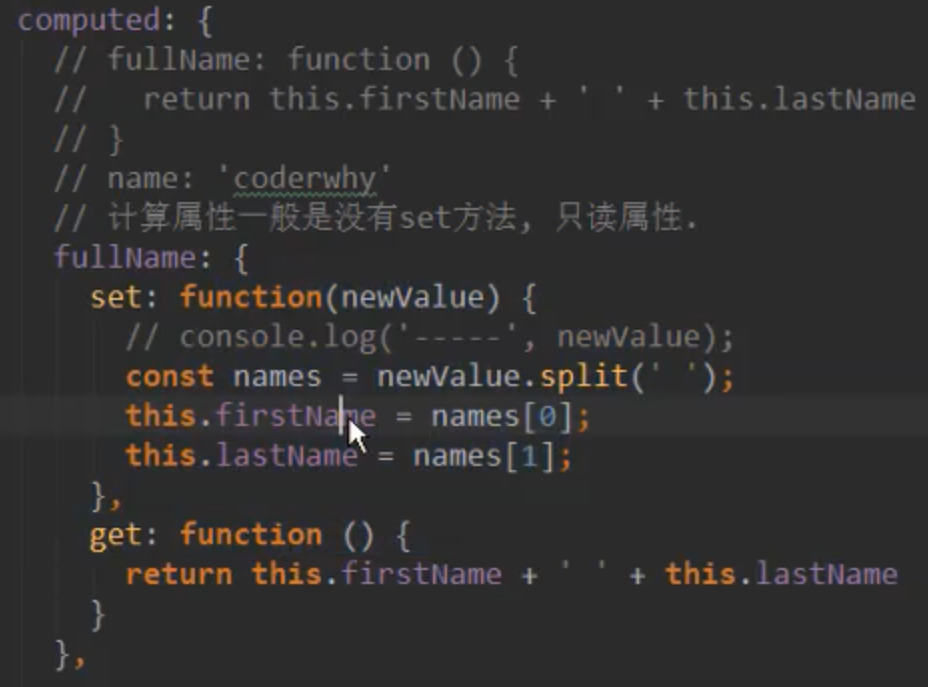 computed: {
// fullName: function () {
//   return this.firstName + ' ' + this.lastName
// }
// name: 'coderwhy'
// 计算属性一般是没有set方法, 只读属性.
fullName: {
set: function(newValue) {
// console.log('-----', newValue);
const names = newValue.split(' ');
this.firstName = names[0];
this.lastName = names[1];
},
get: function () {
return this.firstName + ' ' + this.lastName
}
},